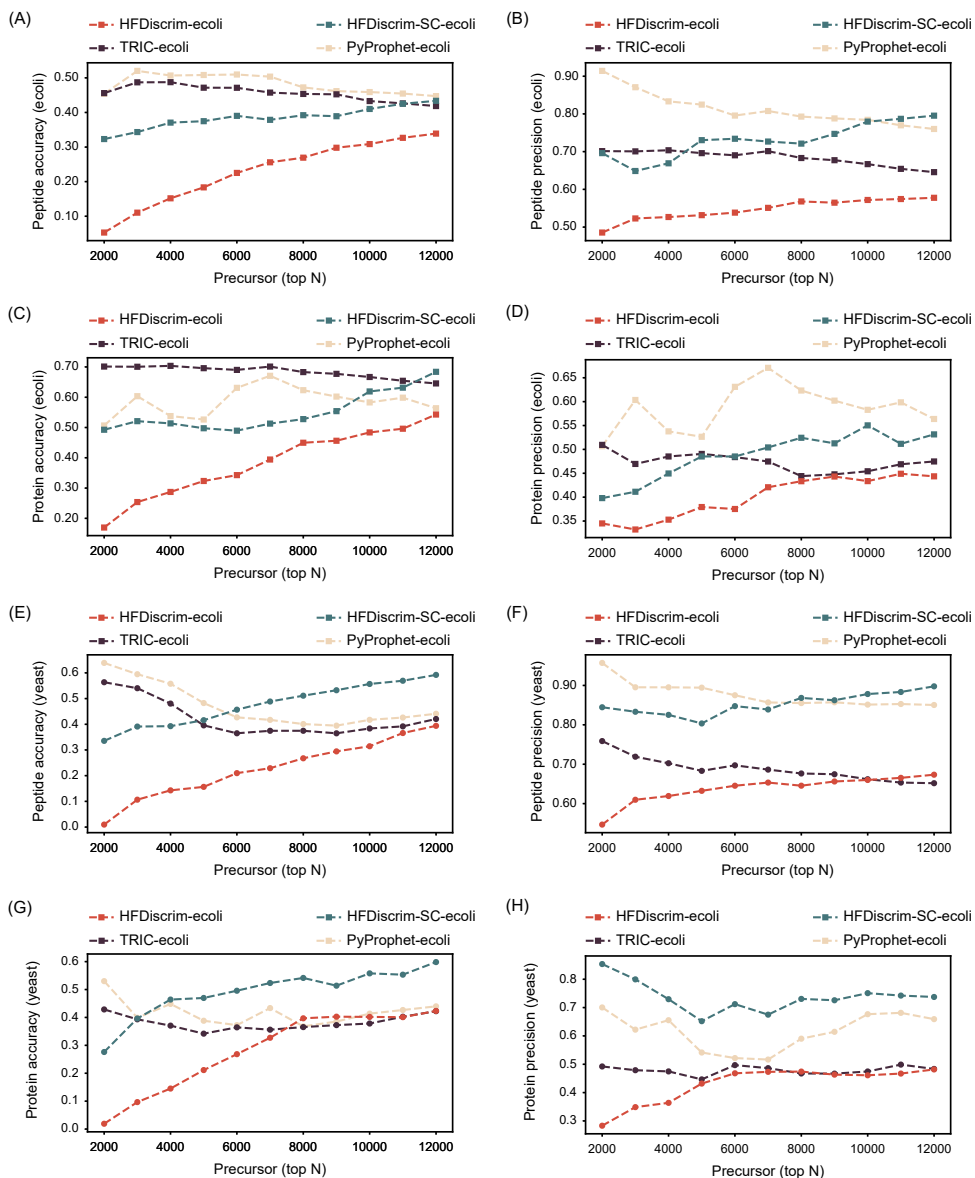 (A)
HFDiscrim-ecoli
HFDiscrim-SC-ecoli
TRIC-ecoli
PyProphet-ecoli
Peptide accuracy (ecoli)
0.50
0.40
0.30
0.20
0.10
2000 4000 6000 8000 10000 12000
Precursor (top N)
(B)
HFDiscrim-ecoli
HFDiscrim-SC-ecoli
TRIC-ecoli
PyProphet-ecoli
Peptide precision (ecoli)
0.90
0.80
0.70
0.60
0.50
2000 4000 6000 8000 10000 12000
Precursor (top N)
(C)
HFDiscrim-ecoli
HFDiscrim-SC-ecoli
TRIC-ecoli
PyProphet-ecoli
Protein accuracy (ecoli)
0.70
0.60
0.50
0.40
0.30
0.20
2000 4000 6000 8000 10000 12000
Precursor (top N)
(D)
HFDiscrim-ecoli
HFDiscrim-SC-ecoli
TRIC-ecoli
PyProphet-ecoli
Protein precision (ecoli)
0.65
0.60
0.55
0.50
0.45
0.40
0.35
2000 4000 6000 8000 10000 12000
Precursor (top N)
(E)
HFDiscrim-ecoli
HFDiscrim-SC-ecoli
TRIC-ecoli
PyProphet-ecoli
Peptide accuracy (yeast)
0.6
0.5
0.4
0.3
0.2
0.1
0.0
2000 4000 6000 8000 10000 12000
Precursor (top N)
(F)
HFDiscrim-ecoli
HFDiscrim-SC-ecoli
TRIC-ecoli
PyProphet-ecoli
Peptide precision (yeast)
0.90
0.80
0.70
0.60
2000 4000 6000 8000 10000 12000
Precursor (top N)
(G)
HFDiscrim-ecoli
HFDiscrim-SC-ecoli
TRIC-ecoli
PyProphet-ecoli
Protein accuracy (yeast)
0.6
0.5
0.4
0.3
0.2
0.1
0.0
2000 4000 6000 8000 10000 12000
Precursor (top N)
(H)
HFDiscrim-ecoli
HFDiscrim-SC-ecoli
TRIC-ecoli
PyProphet-ecoli
Protein precision (yeast)
0.8
0.7
0.6
0.5
0.4
0.3
2000 4000 6000 8000 10000 12000
Precursor (top N)